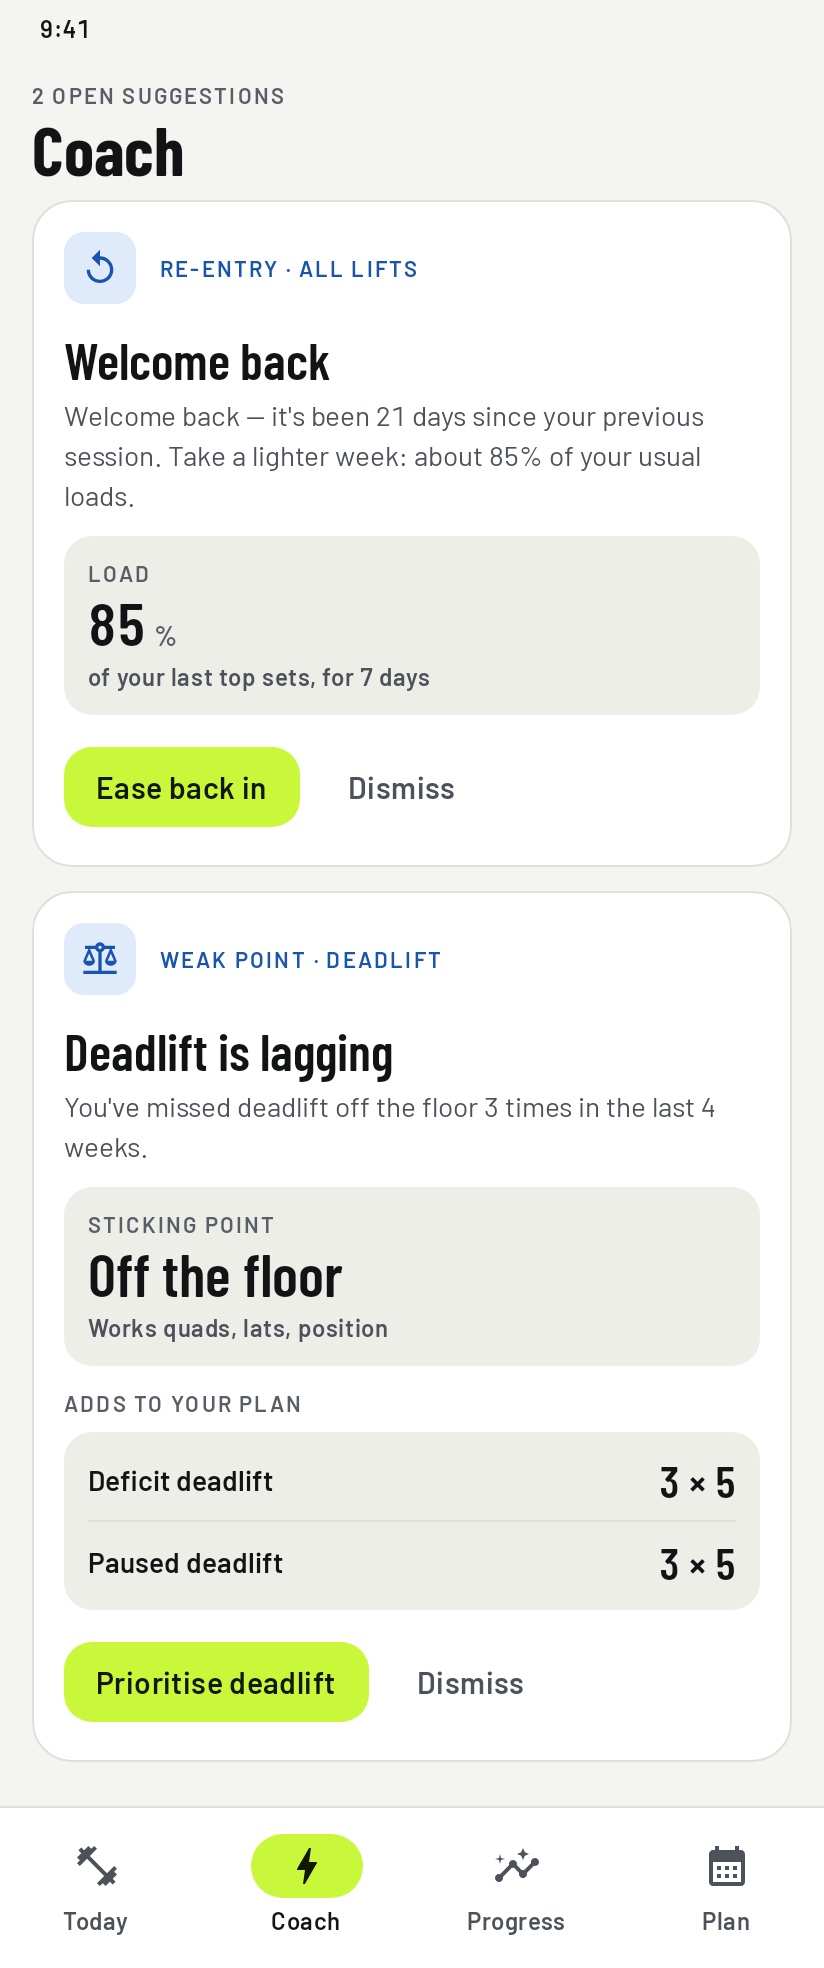 9:41
2 OPEN SUGGESTIONS
Coach
RE-ENTRY · ALL LIFTS
Welcome back
Welcome back — it's been 21 days since your previous
session. Take a lighter week: about 85% of your usual
loads.
LOAD
85 %
of your last top sets, for 7 days
Ease back in
Dismiss
WEAK POINT · DEADLIFT
Deadlift is lagging
You've missed deadlift off the floor 3 times in the last 4
weeks.
STICKING POINT
Off the floor
Works quads, lats, position
ADDS TO YOUR PLAN
Deficit deadlift 3 × 5
Paused deadlift 3 × 5
Prioritise deadlift
Dismiss
Today
Coach
Progress
Plan